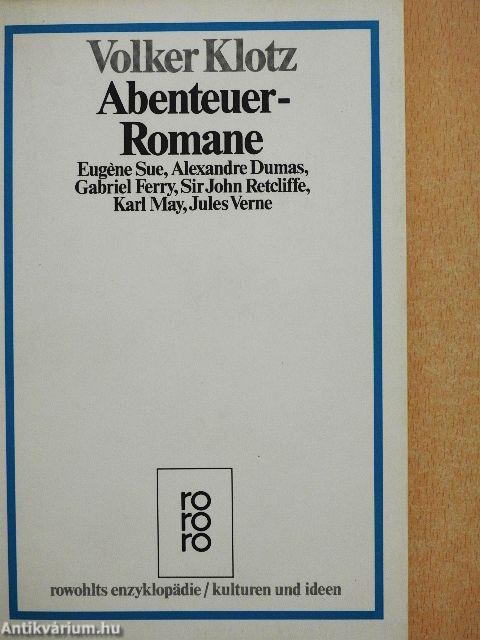 Volker Klotz
Abenteuer-
Romane
Eugène Sue, Alexandre Dumas,
Gabriel Ferry, Sir John Retcliffe,
Karl May, Jules Verne
ro
ro
ro
rowohlts enzyklopädie / kulturen und ideen
Antikvárium.hu